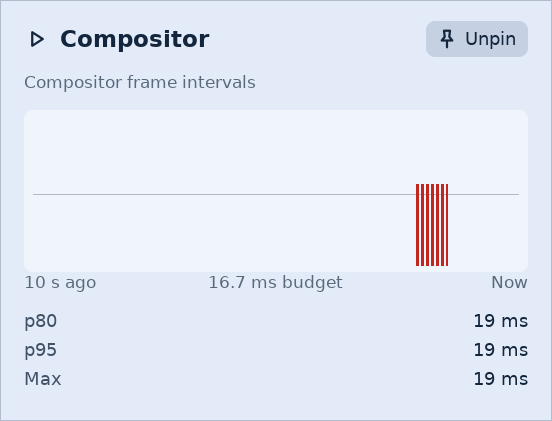 Compositor
Unpin
Compositor frame intervals
10 s ago 16.7 ms budget Now
p80 19 ms
p95 19 ms
Max 19 ms